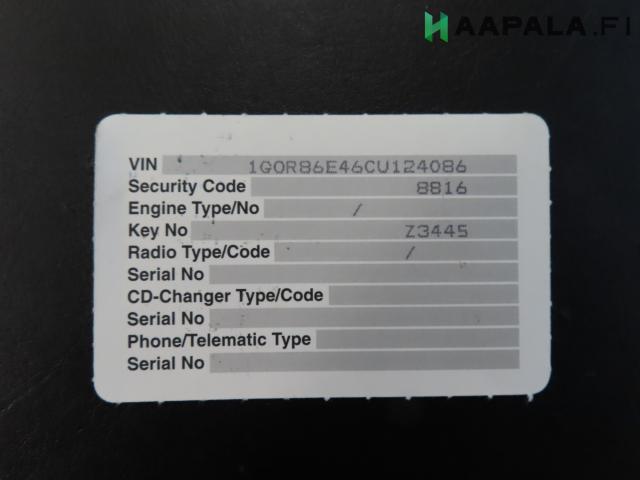 HAAPALA.FI
VIN 1G0R86E46CU124086
Security Code 8816
Engine Type/No /
Key No Z3445
Radio Type/Code /
Serial No
CD-Changer Type/Code
Serial No
Phone/Telematic Type
Serial No